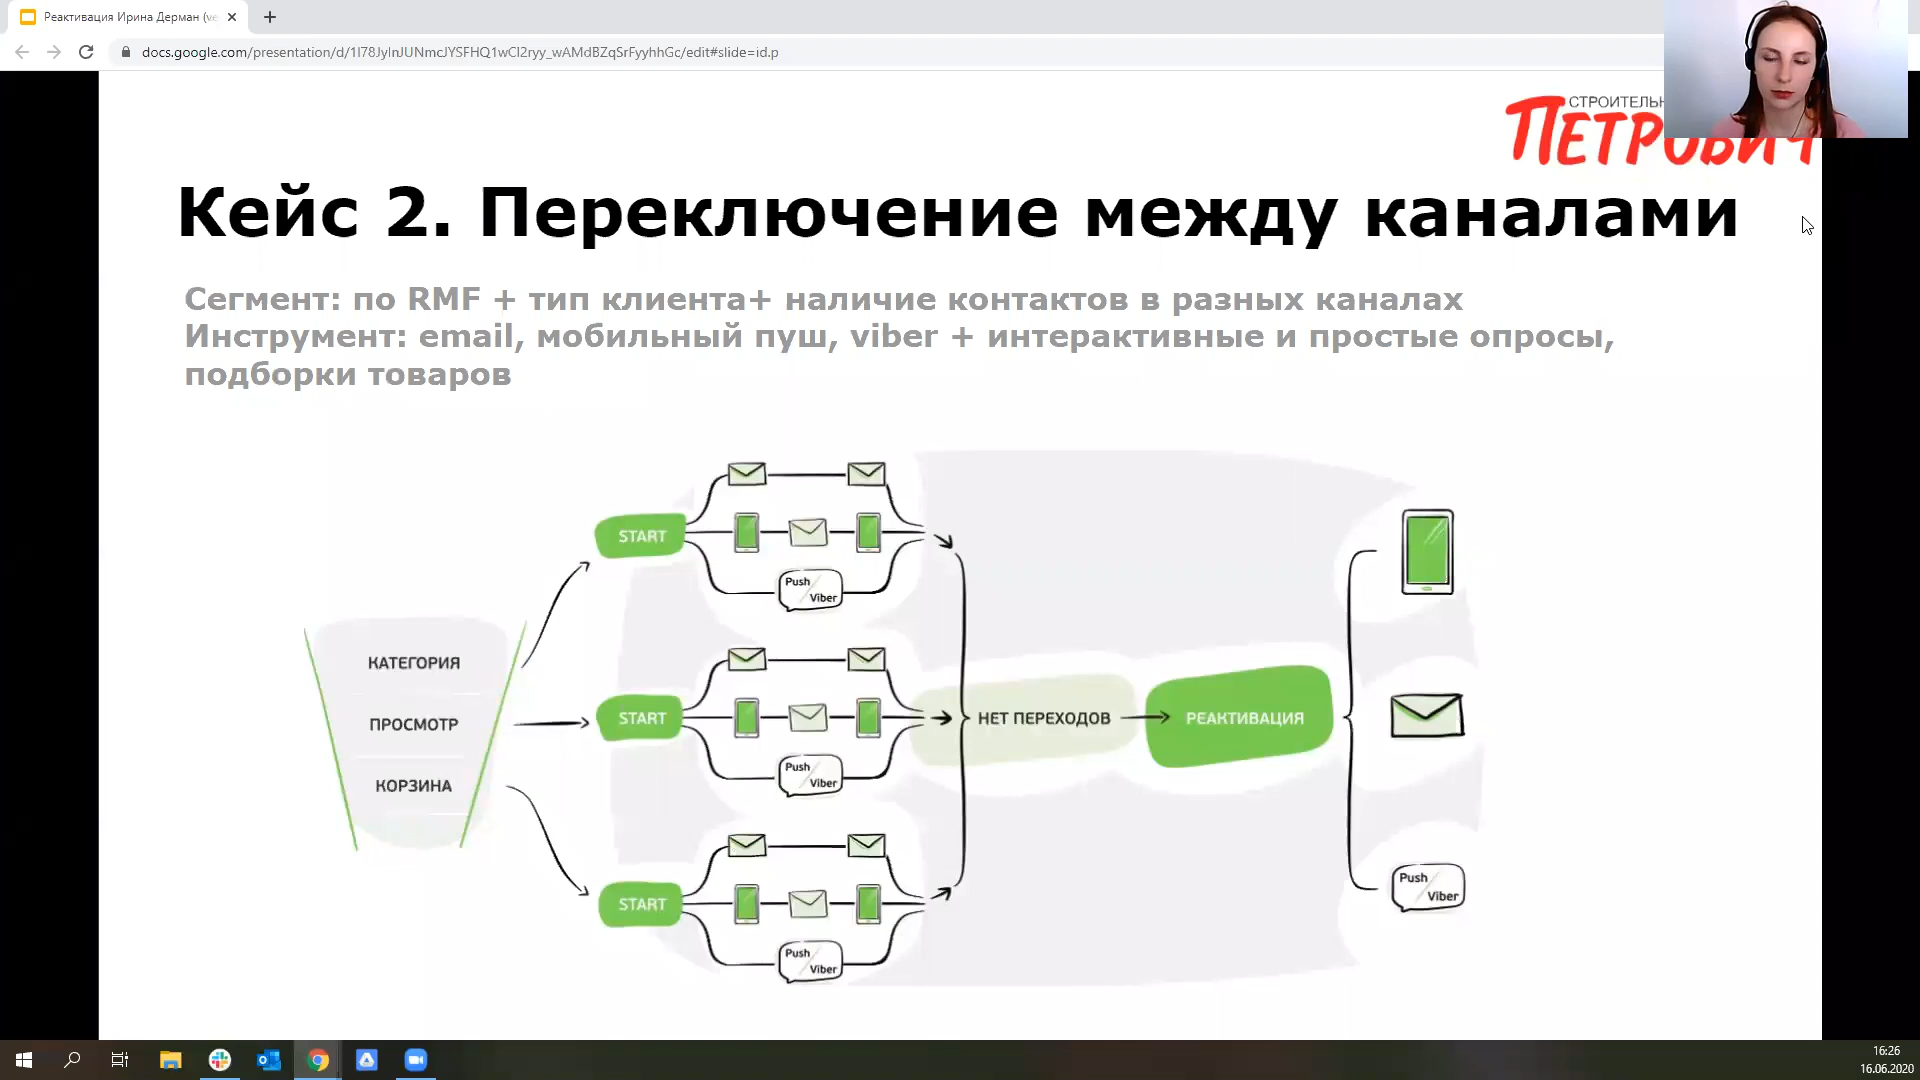 Реактивация Ирина Дерман (ve
docs.google.com/presentation/d/1I78JyInJUNmcJYSFHQ1wCl2ryy_wAMdBZqSrFyyhhGc/edit#slide=id.p
СТРОИТЕЛЬН
ПЕТРОВИЧ
Кейс 2. Переключение между каналами
Сегмент: по RMF + тип клиента+ наличие контактов в разных каналах
Инструмент: email, мобильный пуш, viber + интерактивные и простые опросы,
подборки товаров
КАТЕГОРИЯ
ПРОСМОТР
КОРЗИНА
START
Push
Viber
START
Push
Viber
START
Push
Viber
НЕТ ПЕРЕХОДОВ
РЕАКТИВАЦИЯ
Push
Viber
16:26
16.06.2020